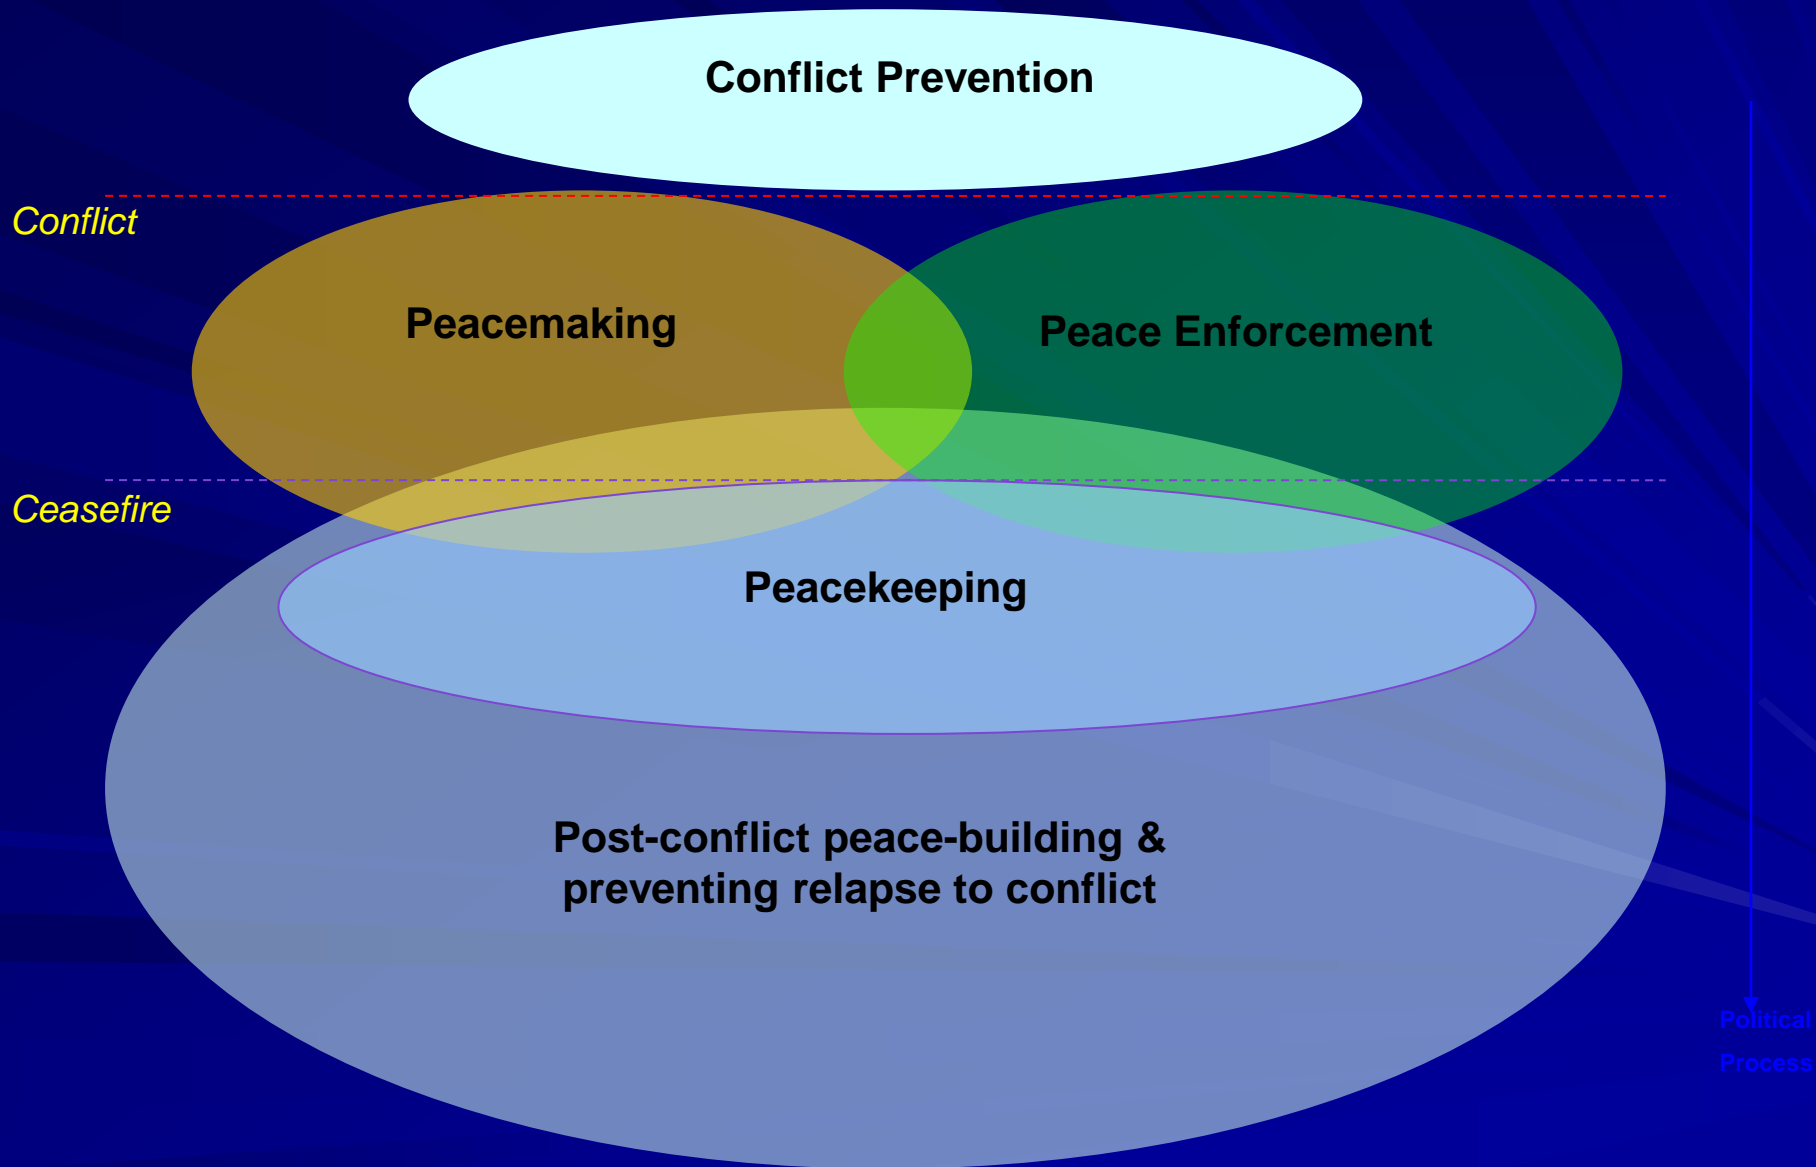 Conflict Prevention
Conflict
Peacemaking
Peace Enforcement
Ceasefire
Peacekeeping
Post-conflict peace-building &
preventing relapse to conflict
Political
Process